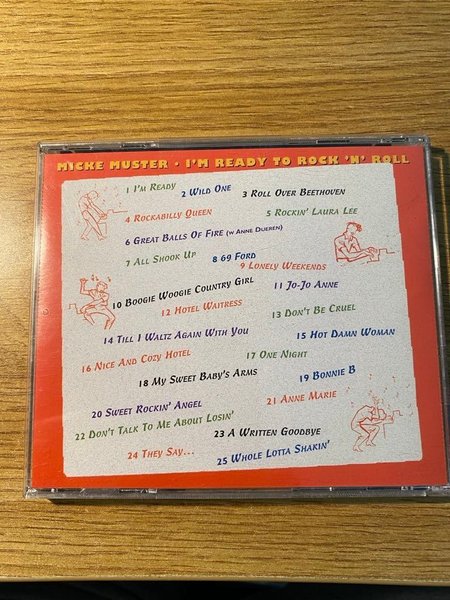 MICKE MUSTER · I'M READY TO ROCK 'N' ROLL
1 I'M READY
2 WILD ONE
3 ROLL OVER BEETHOVEN
4 ROCKABILLY QUEEN
5 ROCKIN' LAURA LEE
6 GREAT BALLS OF FIRE (W ANNE DUEREN)
7 ALL SHOOK UP
8 69 FORD
9 LONELY WEEKENDS
10 BOOGIE WOOGIE COUNTRY GIRL
11 JO-JO ANNE
12 HOTEL WAITRESS
13 DON'T BE CRUEL
14 TILL I WALTZ AGAIN WITH YOU
15 HOT DAMN WOMAN
16 NICE AND COZY HOTEL
17 ONE NIGHT
18 MY SWEET BABY'S ARMS
19 BONNIE B
20 SWEET ROCKIN' ANGEL
21 ANNE MARIE
22 DON'T TALK TO ME ABOUT LOSIN'
23 A WRITTEN GOODBYE
24 THEY SAY...
25 WHOLE LOTTA SHAKIN'